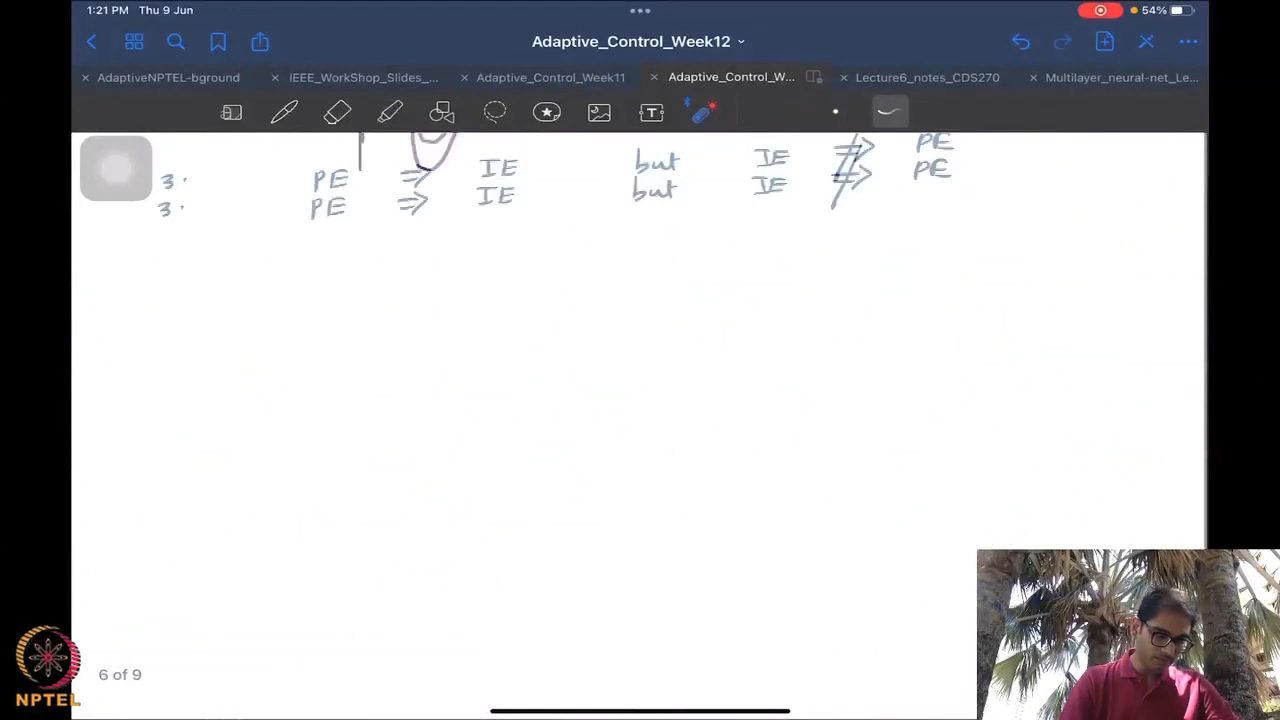 1:21 PM Thu 9 Jun
54%
Adaptive_Control_Week12
AdaptiveNPTEL-bground
IEEE_WorkShop_Slides_...
Adaptive_Control_Week11
Adaptive_Control_W...
Lecture6_notes_CDS270
Multilayer_neural-net_Le...
3. PE ⇒ IE but IE ⇏ PE
3. PE ⇒ IE but IE ⇏ PE
6 of 9
NPTEL